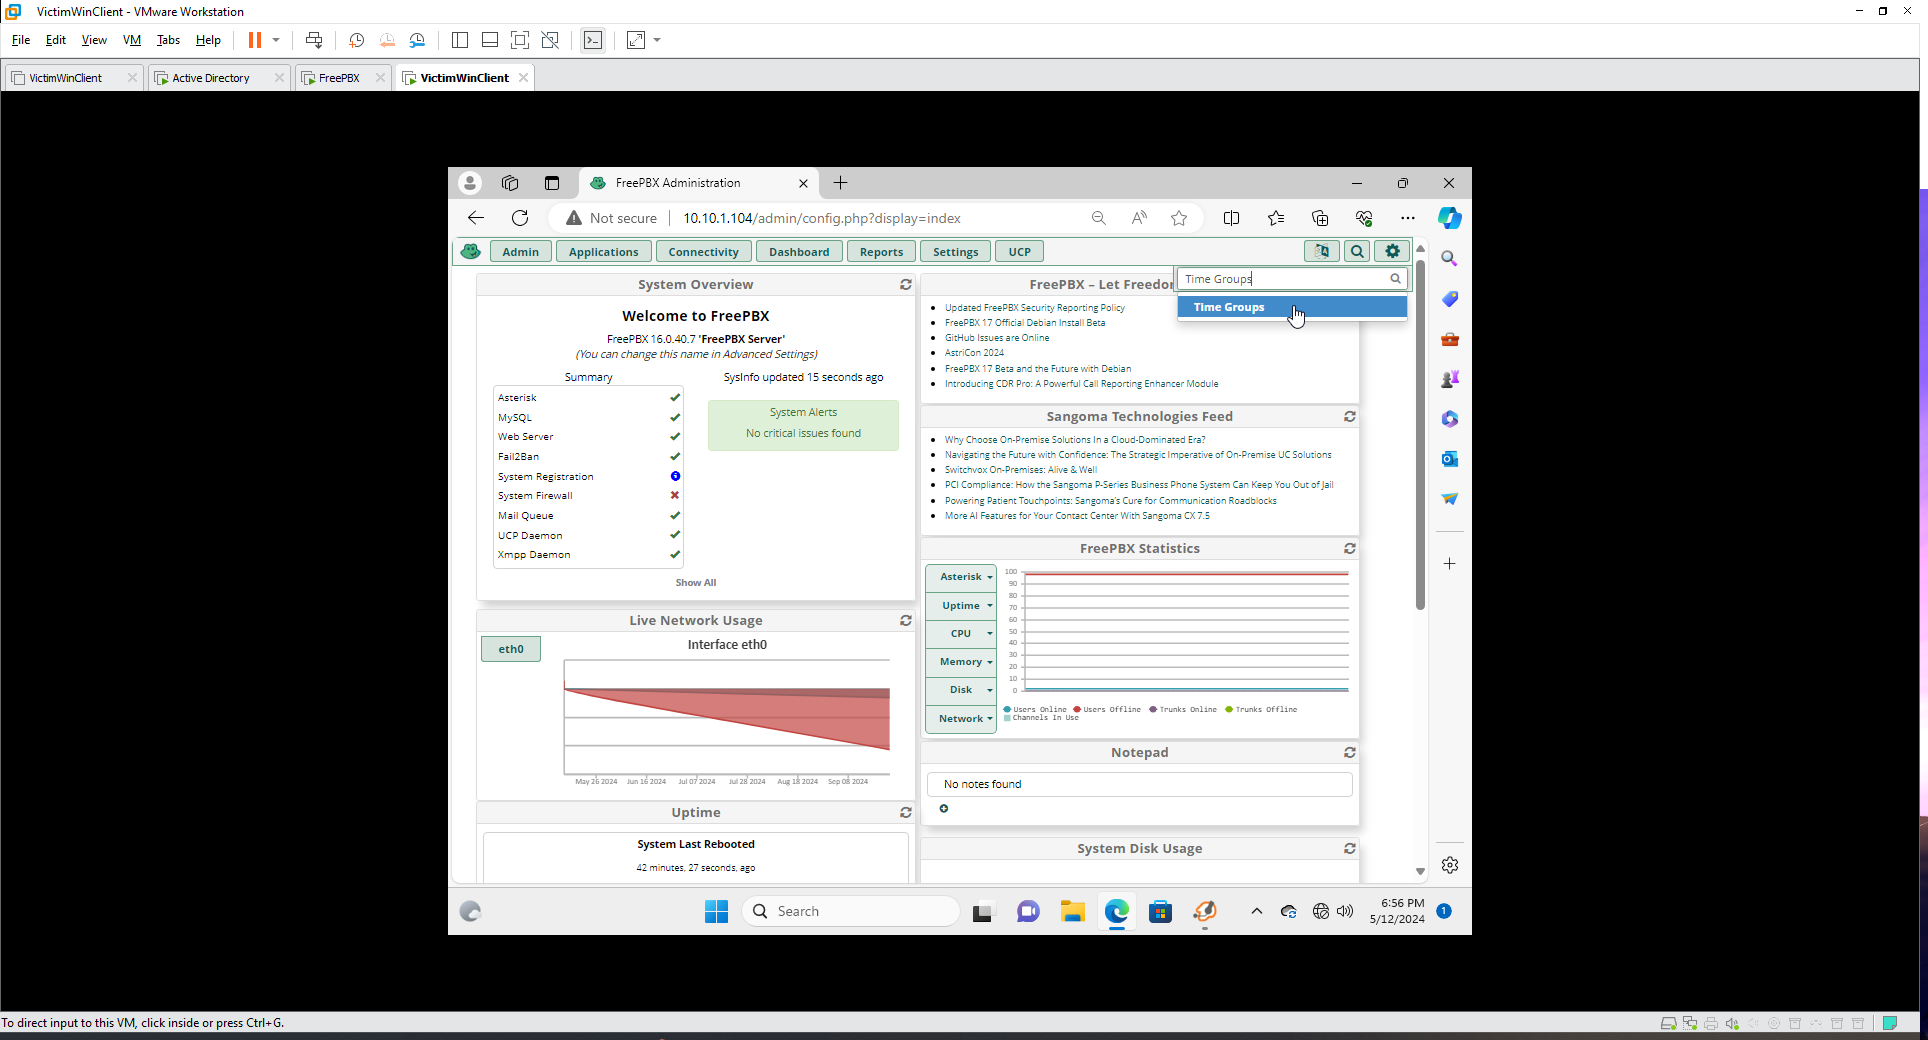 VictimWinClient - VMware Workstation
File Edit View VM Tabs Help
VictimWinClient
Active Directory
FreePBX
VictimWinClient
FreePBX Administration
Not secure
10.10.1.104/admin/config.php?display=index
Admin
Applications
Connectivity
Dashboard
Reports
Settings
UCP
Time Groups
Time Groups
System Overview
Welcome to FreePBX
FreePBX 16.0.40.7 'FreePBX Server'
(You can change this name in Advanced Settings)
Summary
SysInfo updated 15 seconds ago
Asterisk
MySQL
Web Server
Fail2Ban
System Registration
System Firewall
Mail Queue
UCP Daemon
Xmpp Daemon
System Alerts
No critical issues found
Show All
Live Network Usage
eth0
Interface eth0
May 26 2024 Jun 16 2024 Jul 07 2024 Jul 28 2024 Aug 18 2024 Sep 08 2024
Uptime
System Last Rebooted
42 minutes, 27 seconds, ago
FreePBX – Let Freedo
Updated FreePBX Security Reporting Policy
FreePBX 17 Official Debian Install Beta
GitHub Issues are Online
AstriCon 2024
FreePBX 17 Beta and the Future with Debian
Introducing CDR Pro: A Powerful Call Reporting Enhancer Module
Sangoma Technologies Feed
Why Choose On-Premise Solutions In a Cloud-Dominated Era?
Navigating the Future with Confidence: The Strategic Imperative of On-Premise UC Solutions
Switchvox On-Premises: Alive & Well
PCI Compliance: How the Sangoma P-Series Business Phone System Can Keep You Out of Jail
Powering Patient Touchpoints: Sangoma's Cure for Communication Roadblocks
More AI Features for Your Contact Center With Sangoma CX 7.5
FreePBX Statistics
Asterisk
Uptime
CPU
Memory
Disk
Network
100
90
80
70
60
50
40
30
20
10
0
Users Online Users Offline Trunks Online Trunks Offline
Channels In Use
Notepad
No notes found
System Disk Usage
Search
6:56 PM
5/12/2024
1
To direct input to this VM, click inside or press Ctrl+G.